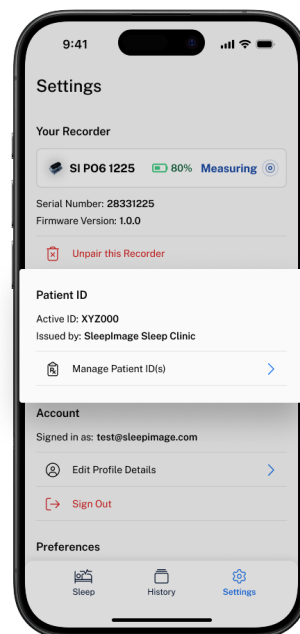 9:41
Settings
Your Recorder
SI PO6 1225 80% Measuring
Serial Number: 28331225
Firmware Version: 1.0.0
Unpair this Recorder
Patient ID
Active ID: XYZ000
Issued by: SleepImage Sleep Clinic
Manage Patient ID(s)
Account
Signed in as: test@sleepimage.com
Edit Profile Details
Sign Out
Preferences
Sleep History Settings